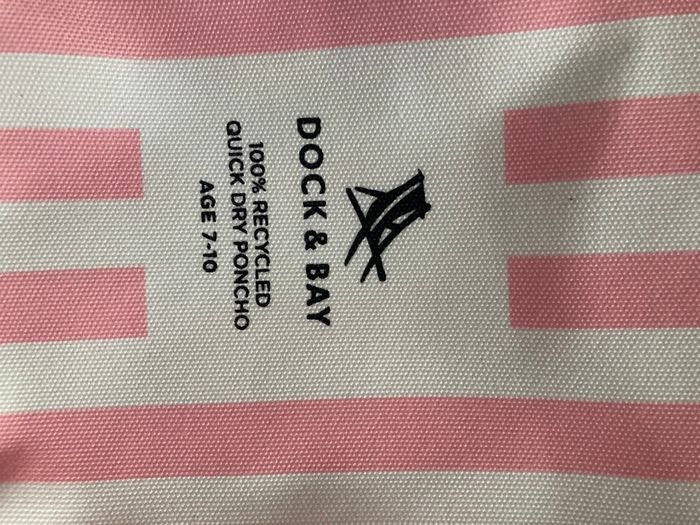 DOCK & BAY
100% RECYCLED
QUICK DRY PONCHO
AGE 7-10